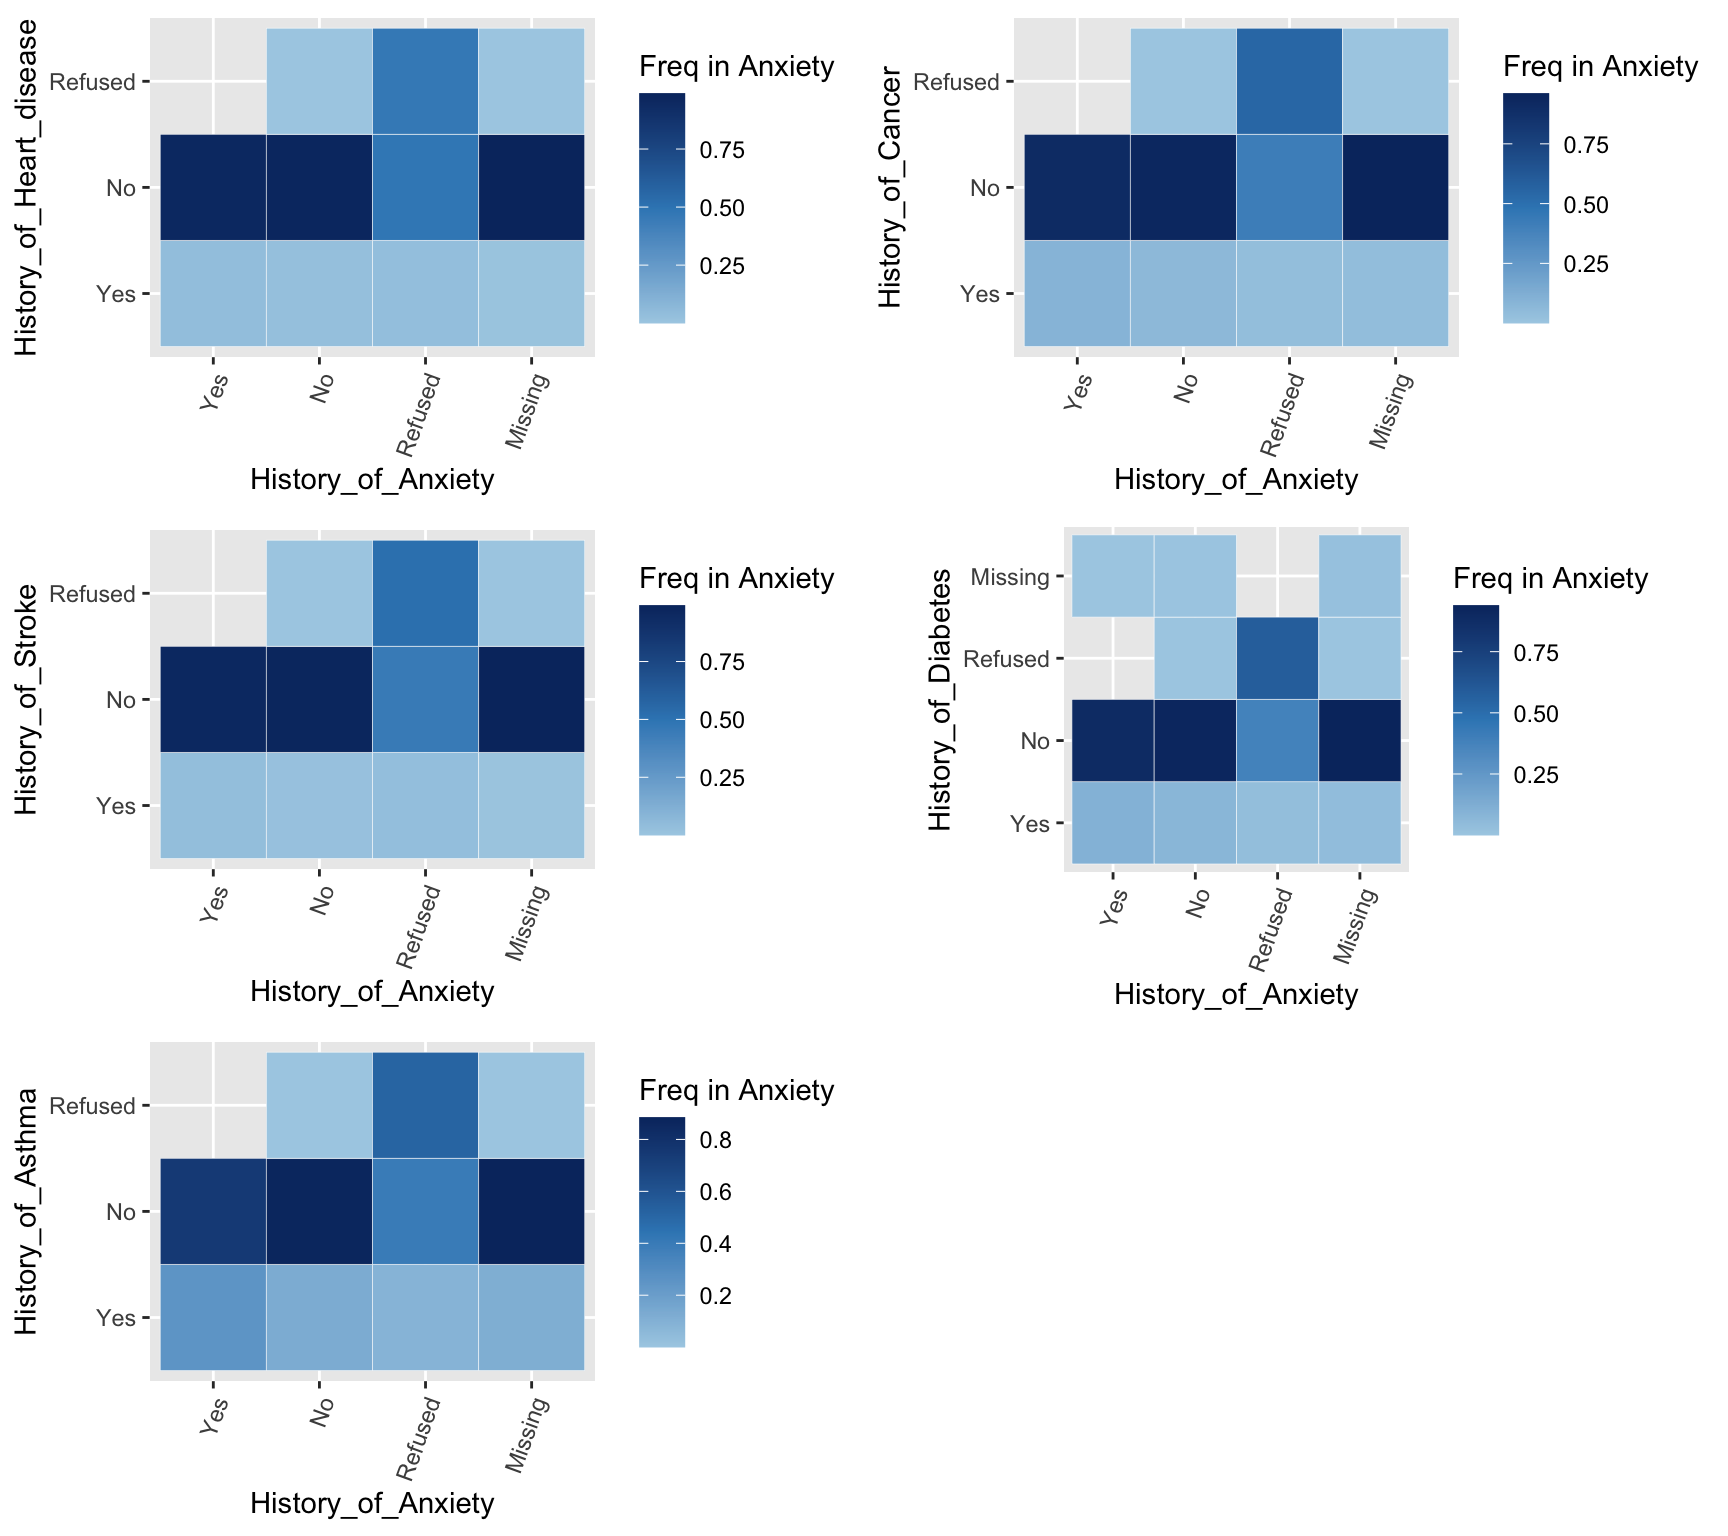 History_of_Heart_disease
Refused
No
Yes
Yes
No
Refused
Missing
History_of_Anxiety
Freq in Anxiety
0.75
0.50
0.25
History_of_Cancer
Refused
No
Yes
Yes
No
Refused
Missing
History_of_Anxiety
Freq in Anxiety
0.75
0.50
0.25
History_of_Stroke
Refused
No
Yes
Yes
No
Refused
Missing
History_of_Anxiety
Freq in Anxiety
0.75
0.50
0.25
History_of_Diabetes
Missing
Refused
No
Yes
Yes
No
Refused
Missing
History_of_Anxiety
Freq in Anxiety
0.75
0.50
0.25
History_of_Asthma
Refused
No
Yes
Yes
No
Refused
Missing
History_of_Anxiety
Freq in Anxiety
0.8
0.6
0.4
0.2